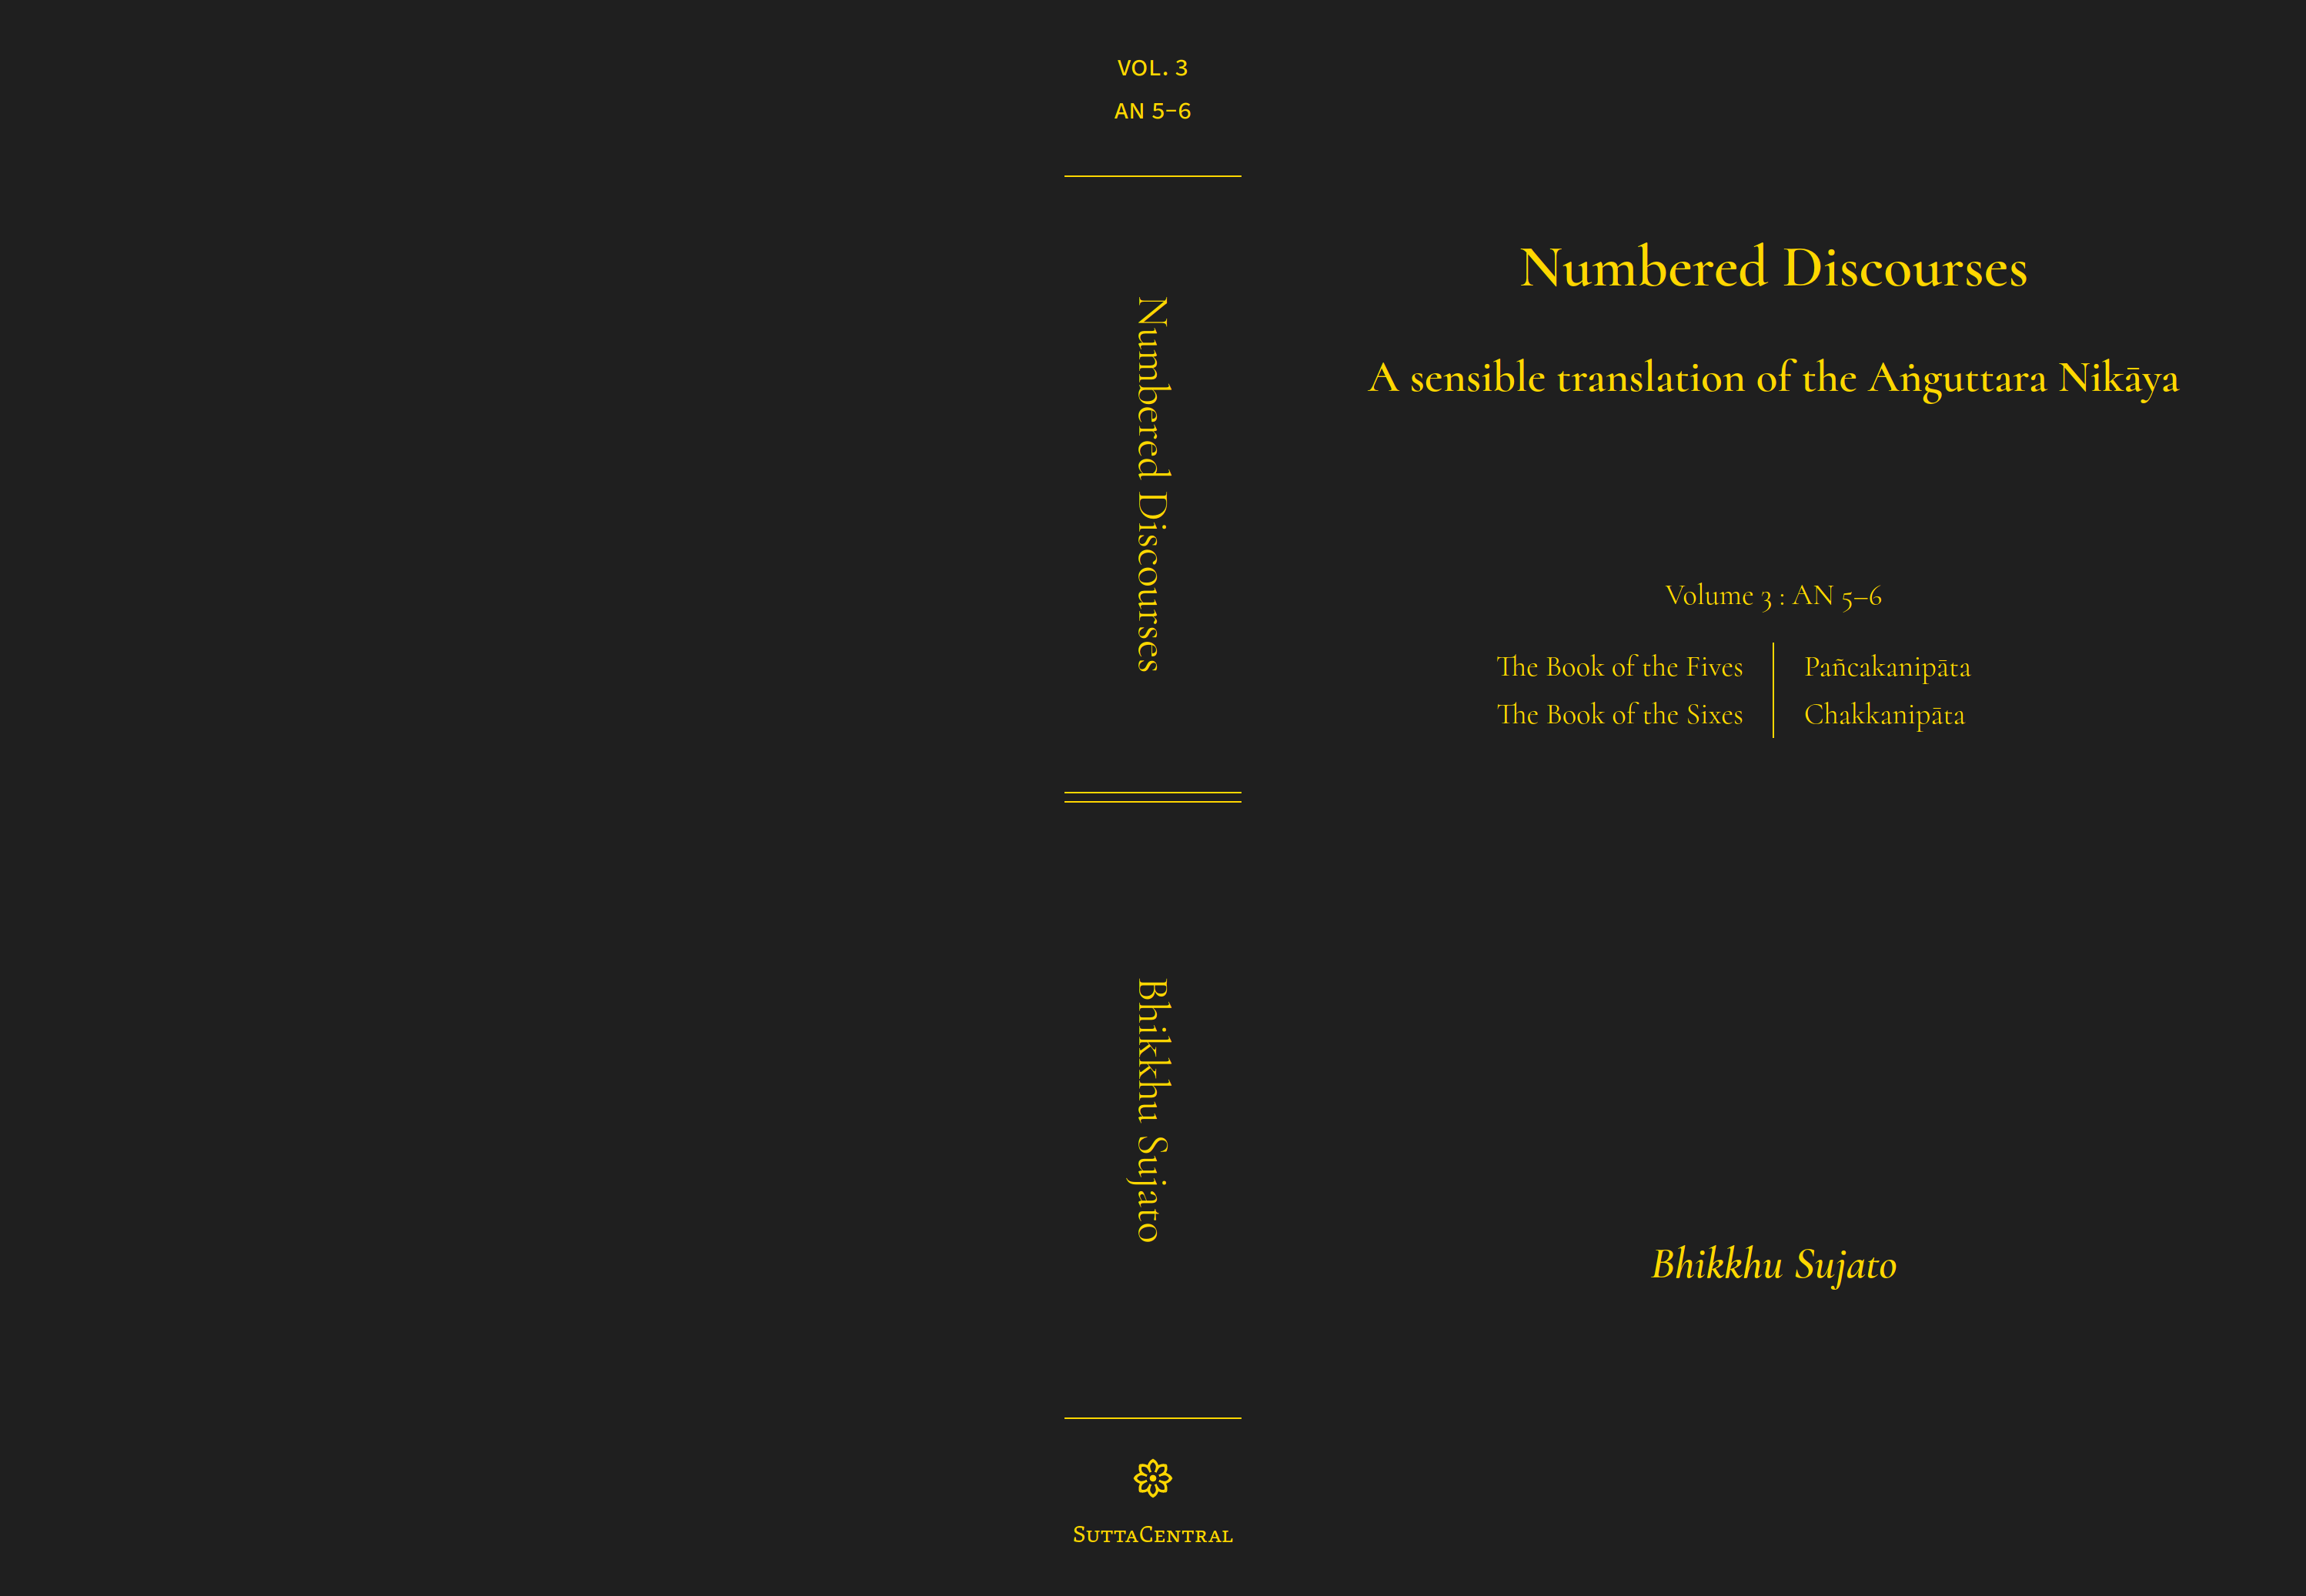 VOL. 3
AN 5–6
Numbered Discourses
Bhikkhu Sujato
SuttaCentral
Numbered Discourses
A sensible translation of the Aṅguttara Nikāya
Volume 3 : AN 5–6
The Book of the Fives Pañcakanipāta
The Book of the Sixes Chakkanipāta
Bhikkhu Sujato